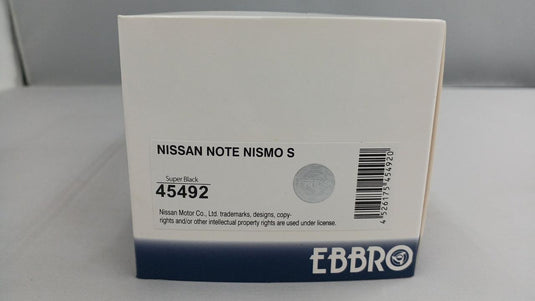 NISSAN NOTE NISMO S
Super Black
45492
Nissan Motor Co., Ltd. trademarks, designs, copy-
rights and/or other intellectual property rights are used under license.
4 526175 454920
EBBRO